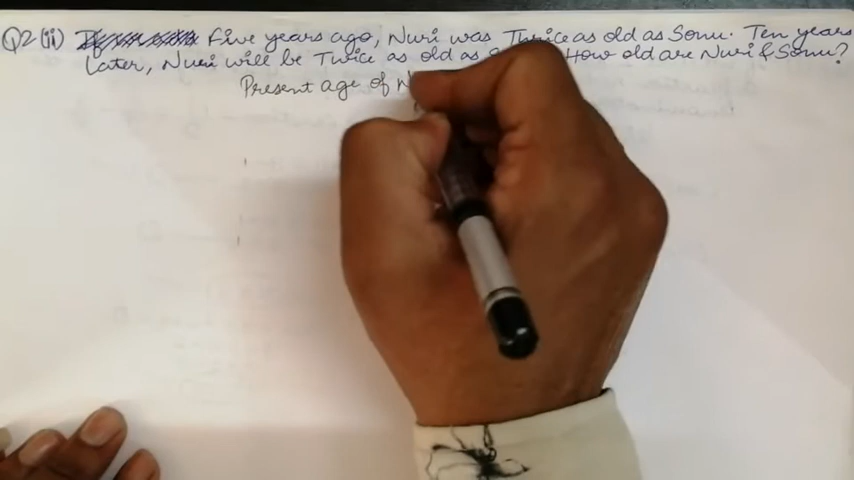 Q2 (ii) Five years ago, Nuri was Thrice as old as Sonu. Ten years
later, Nuri will be Twice as old as How old are Nuri & Sonu?
Present age of N